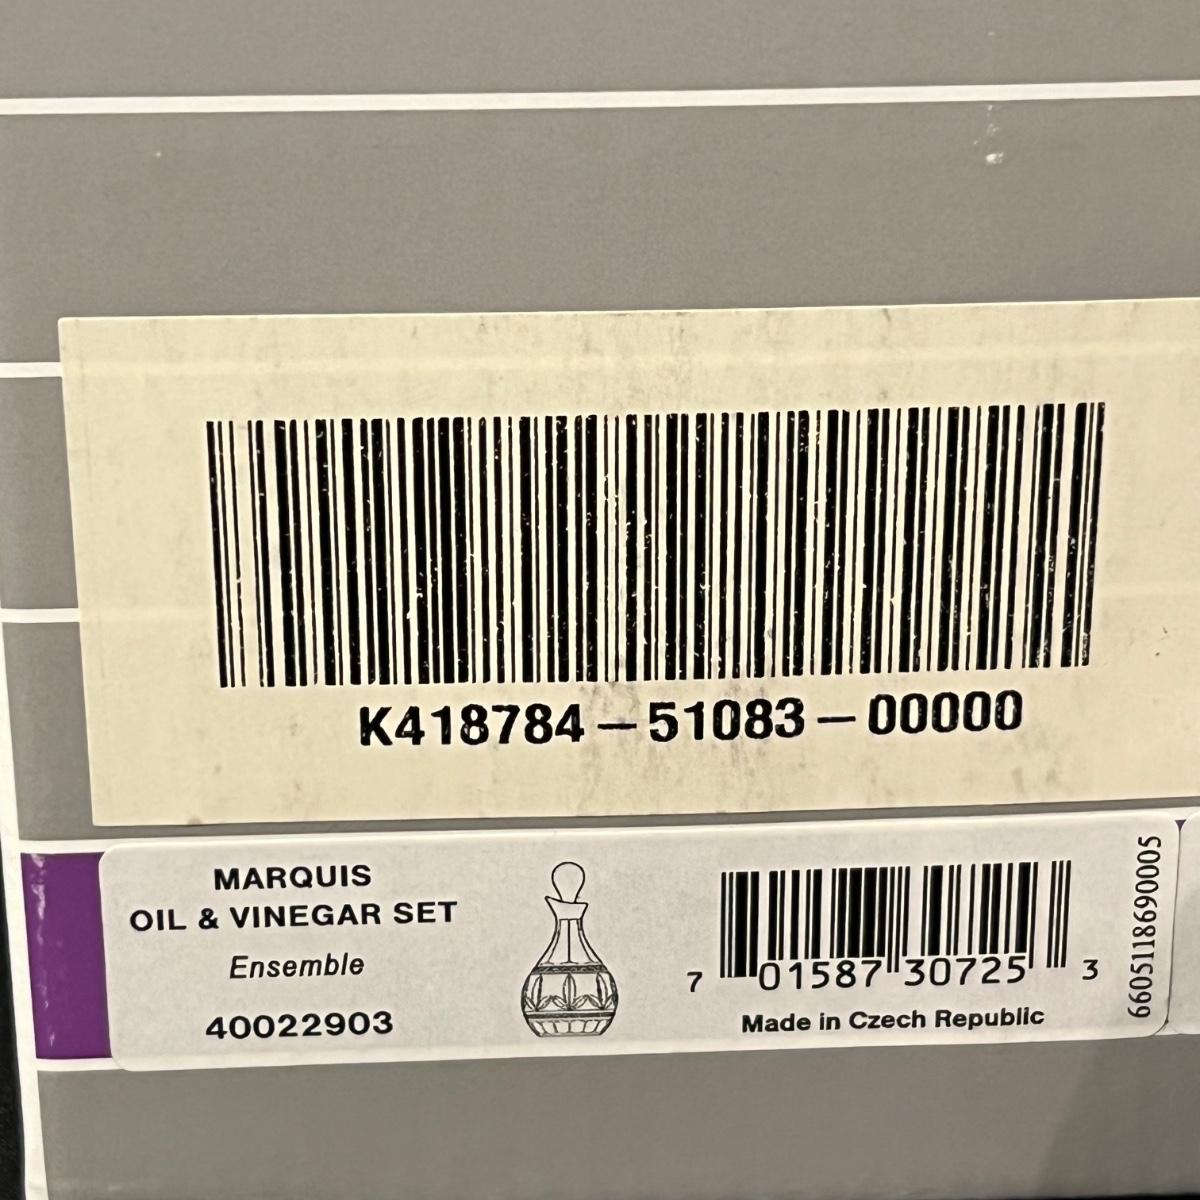 K418784-51083-00000
MARQUIS
OIL & VINEGAR SET
Ensemble
40022903
7 01587 30725 3
Made in Czech Republic
6605118690005